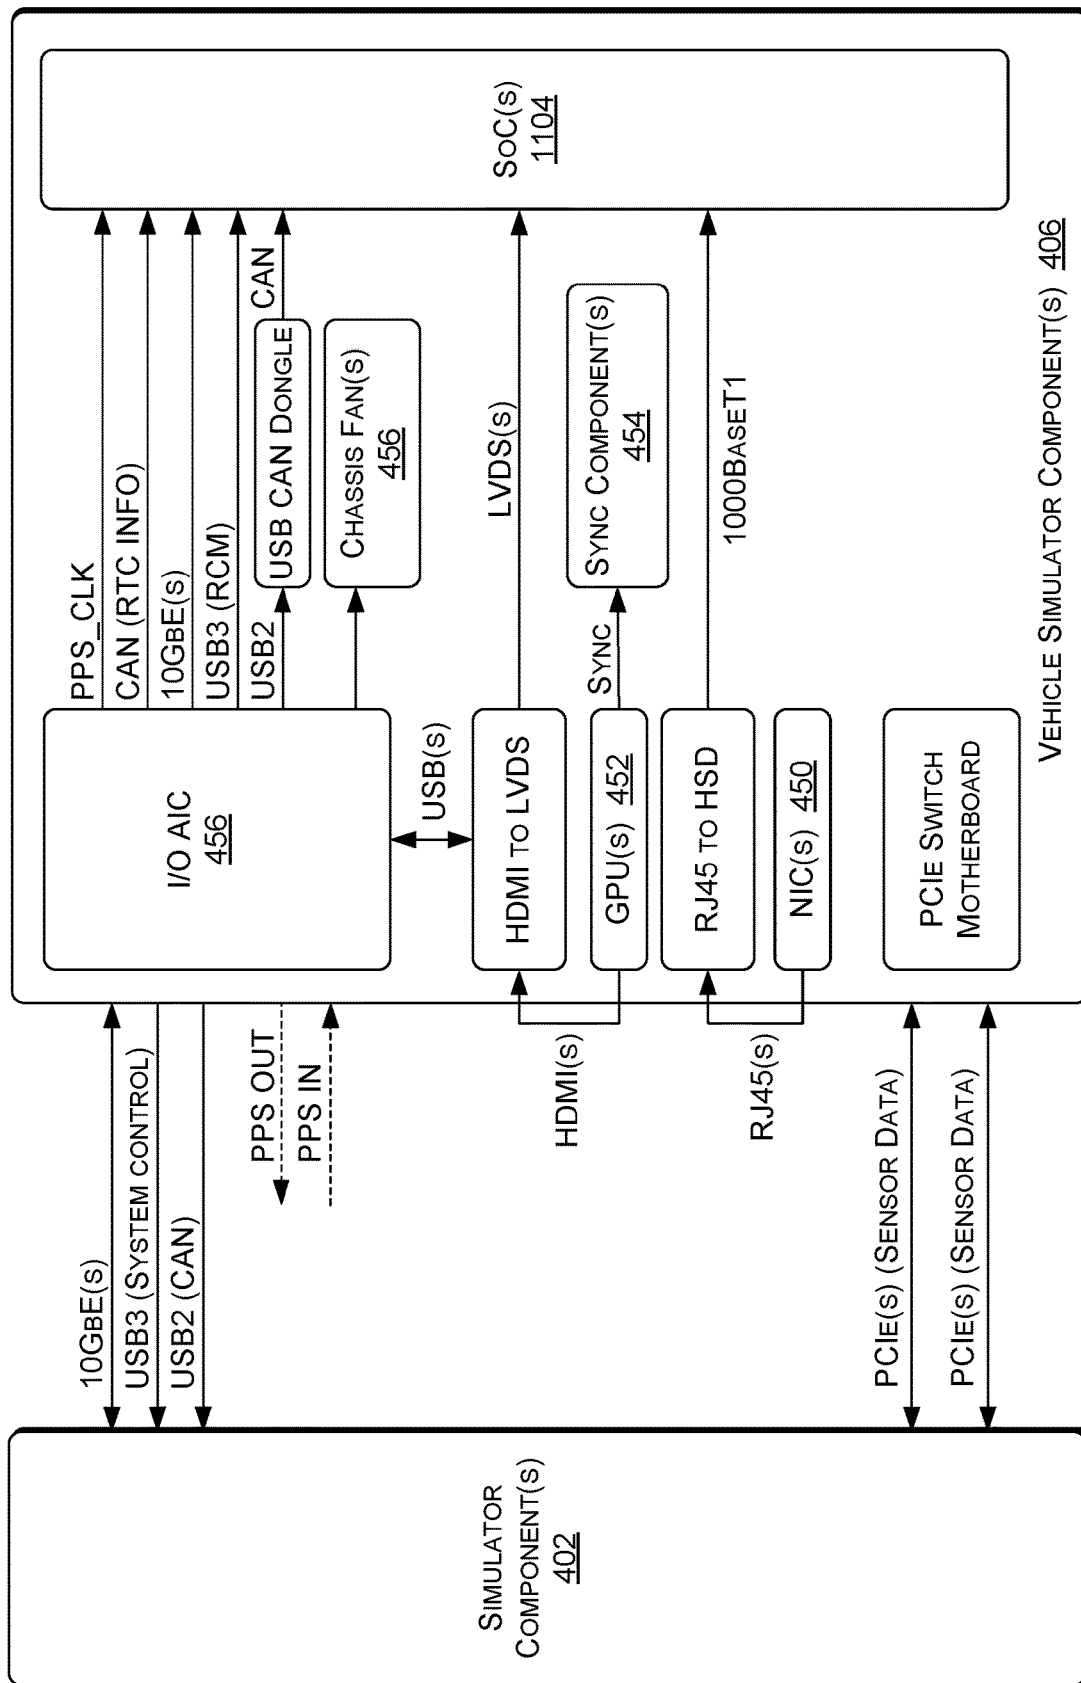 SIMULATOR
COMPONENT(S)
402
10GBE(S)
USB3 (SYSTEM CONTROL)
USB2 (CAN)
PPS OUT
PPS IN
HDMI(S)
RJ45(S)
PCIE(S) (SENSOR DATA)
PCIE(S) (SENSOR DATA)
I/O AIC
456
USB(S)
HDMI TO LVDS
GPU(S) 452
RJ45 TO HSD
NIC(S) 450
PCIE SWITCH
MOTHERBOARD
PPS_CLK
CAN (RTC INFO)
10GBE(S)
USB3 (RCM)
USB2
USB CAN DONGLE
CAN
CHASSIS FAN(S)
456
LVDS(S)
SYNC
SYNC COMPONENT(S)
454
1000BASET1
SOC(S)
1104
VEHICLE SIMULATOR COMPONENT(S) 406